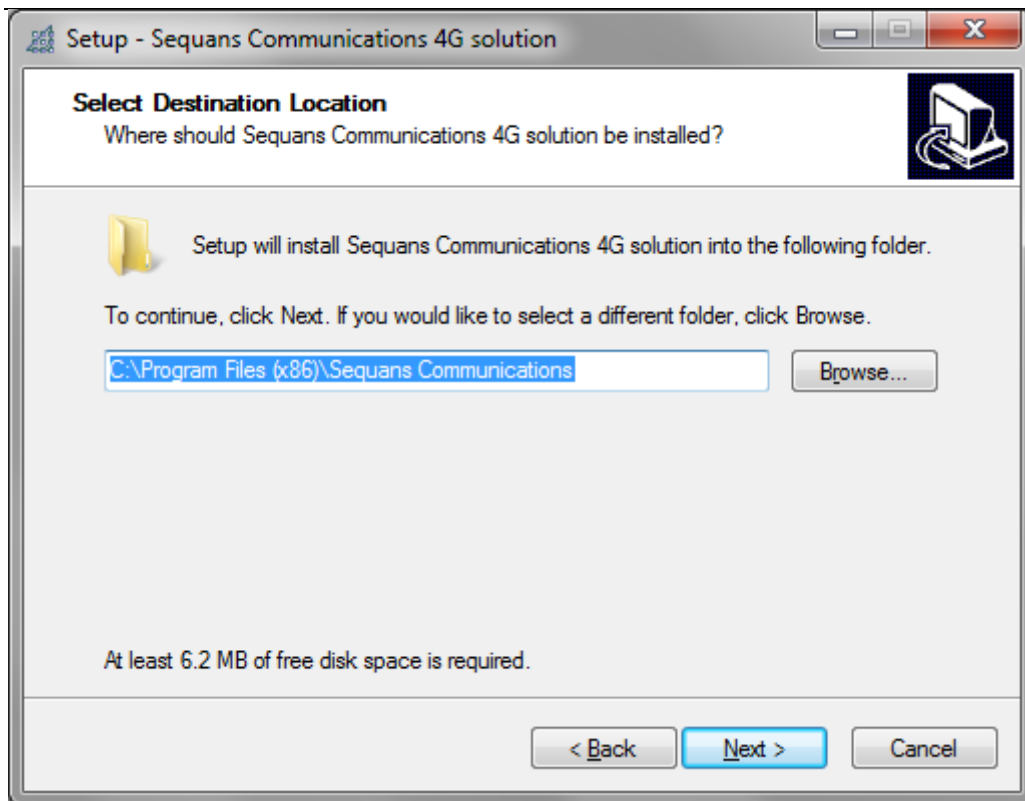 Setup - Sequans Communications 4G solution
Select Destination Location
Where should Sequans Communications 4G solution be installed?
Setup will install Sequans Communications 4G solution into the following folder.
To continue, click Next. If you would like to select a different folder, click Browse.
C:\Program Files (x86)\Sequans Communications
Browse...
At least 6.2 MB of free disk space is required.
< Back
Next >
Cancel